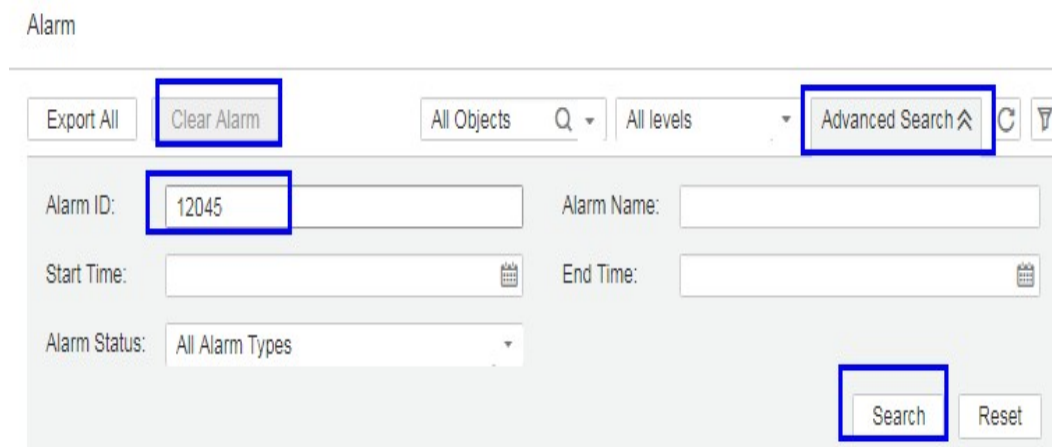 Alarm
Export All Clear Alarm All Objects All levels Advanced Search
Alarm ID: 12045 Alarm Name:
Start Time: End Time:
Alarm Status: All Alarm Types
Search Reset